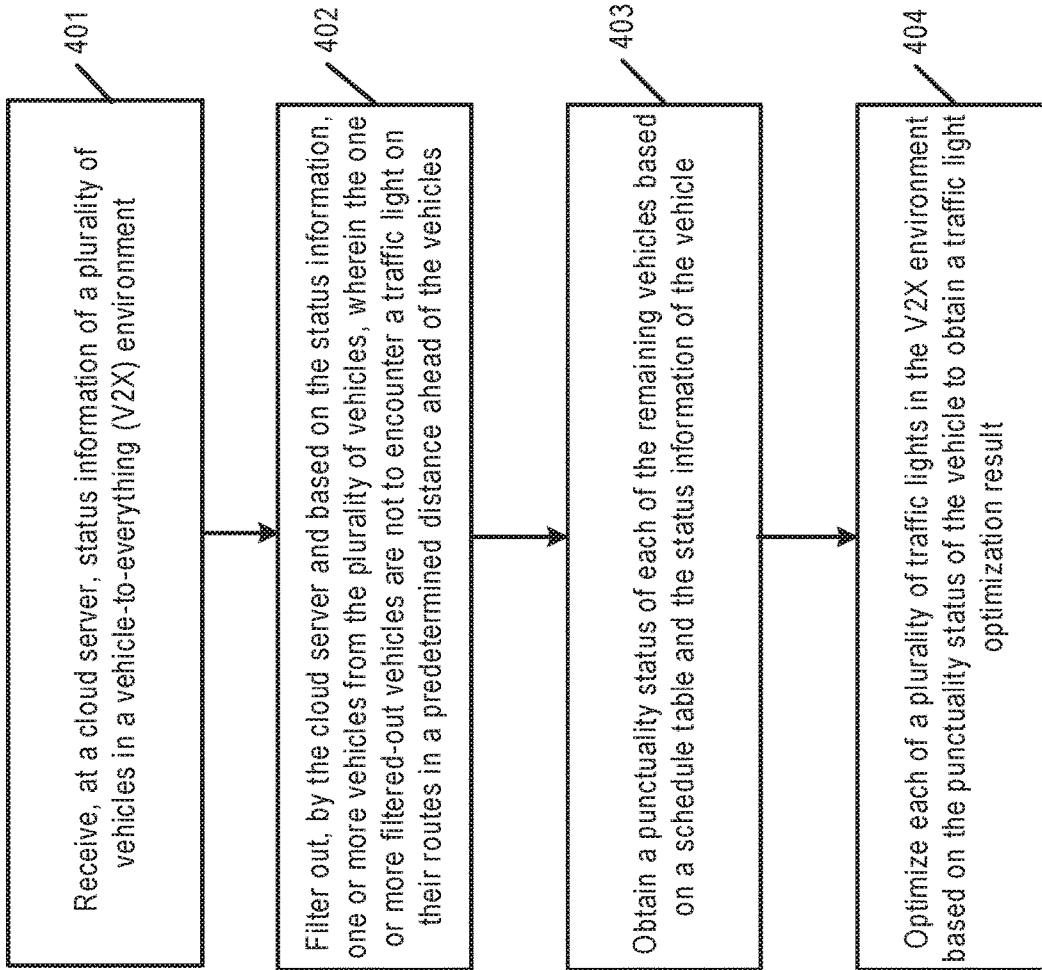 401
Receive, at a cloud server, status information of a plurality of
vehicles in a vehicle-to-everything (V2X) environment
402
Filter out, by the cloud server and based on the status information,
one or more vehicles from the plurality of vehicles, wherein the one
or more filtered-out vehicles are not to encounter a traffic light on
their routes in a predetermined distance ahead of the vehicles
403
Obtain a punctuality status of each of the remaining vehicles based
on a schedule table and the status information of the vehicle
404
Optimize each of a plurality of traffic lights in the V2X environment
based on the punctuality status of the vehicle to obtain a traffic light
optimization result